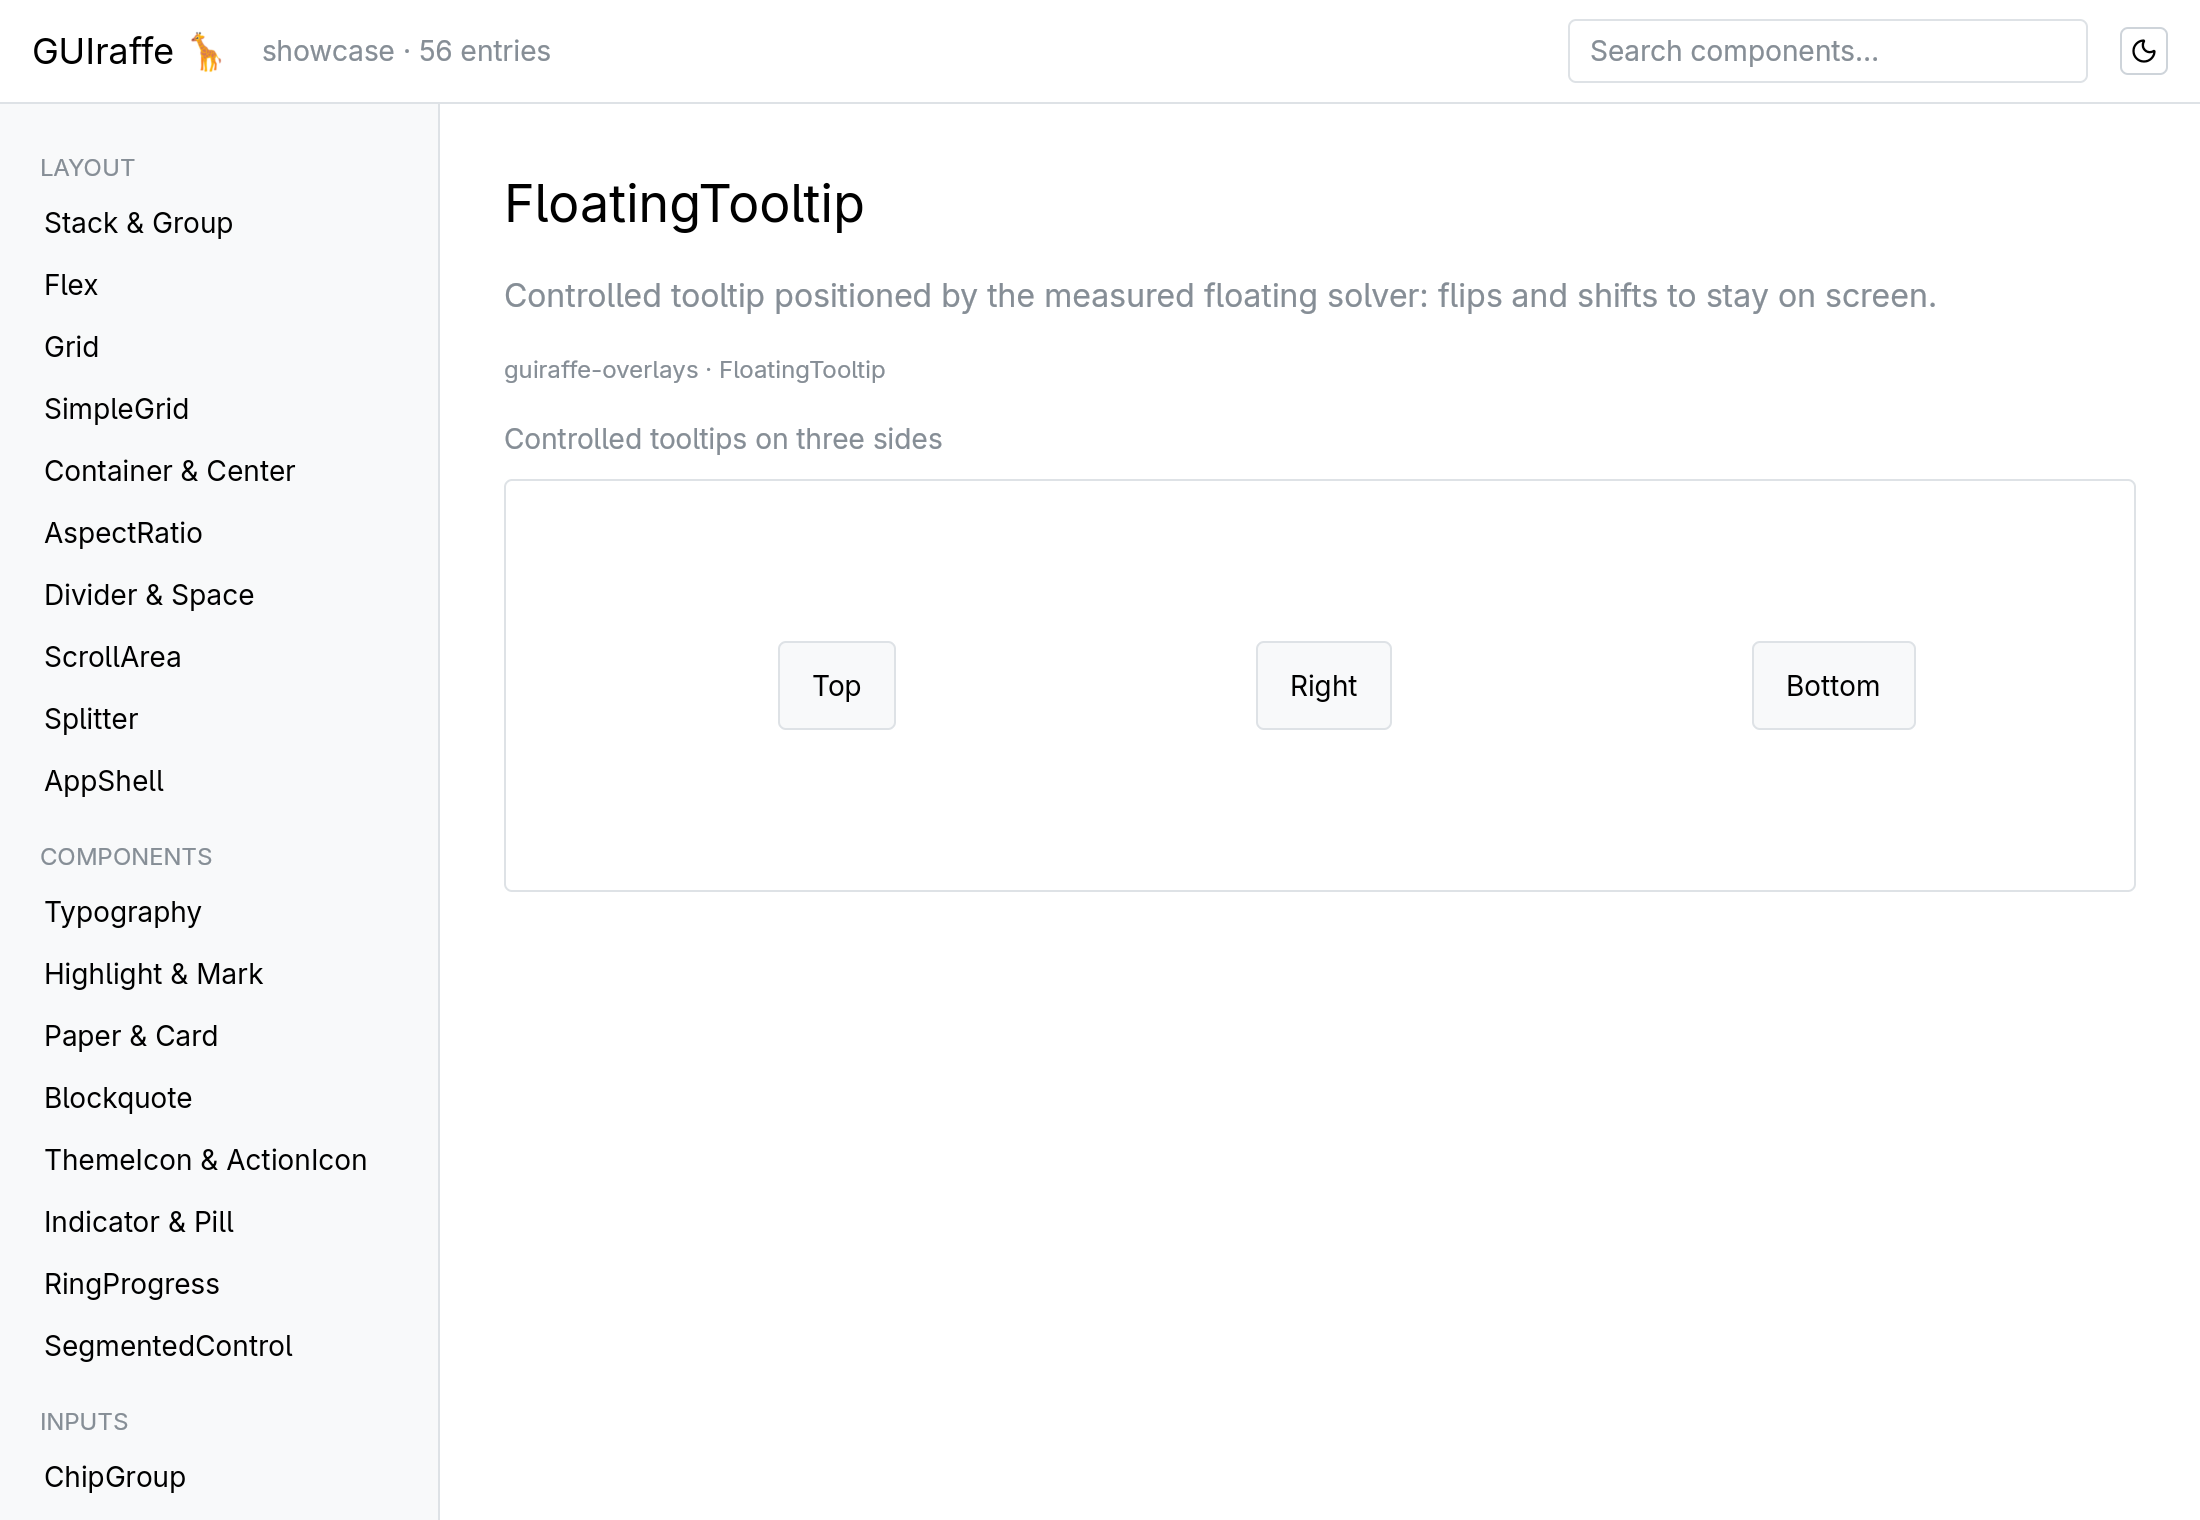 GUIraffe 🦒 showcase · 56 entries Search components...
LAYOUT
Stack & Group
Flex
Grid
SimpleGrid
Container & Center
AspectRatio
Divider & Space
ScrollArea
Splitter
AppShell
COMPONENTS
Typography
Highlight & Mark
Paper & Card
Blockquote
ThemeIcon & ActionIcon
Indicator & Pill
RingProgress
SegmentedControl
INPUTS
ChipGroup
FloatingTooltip
Controlled tooltip positioned by the measured floating solver: flips and shifts to stay on screen.
guiraffe-overlays · FloatingTooltip
Controlled tooltips on three sides
Top Right Bottom